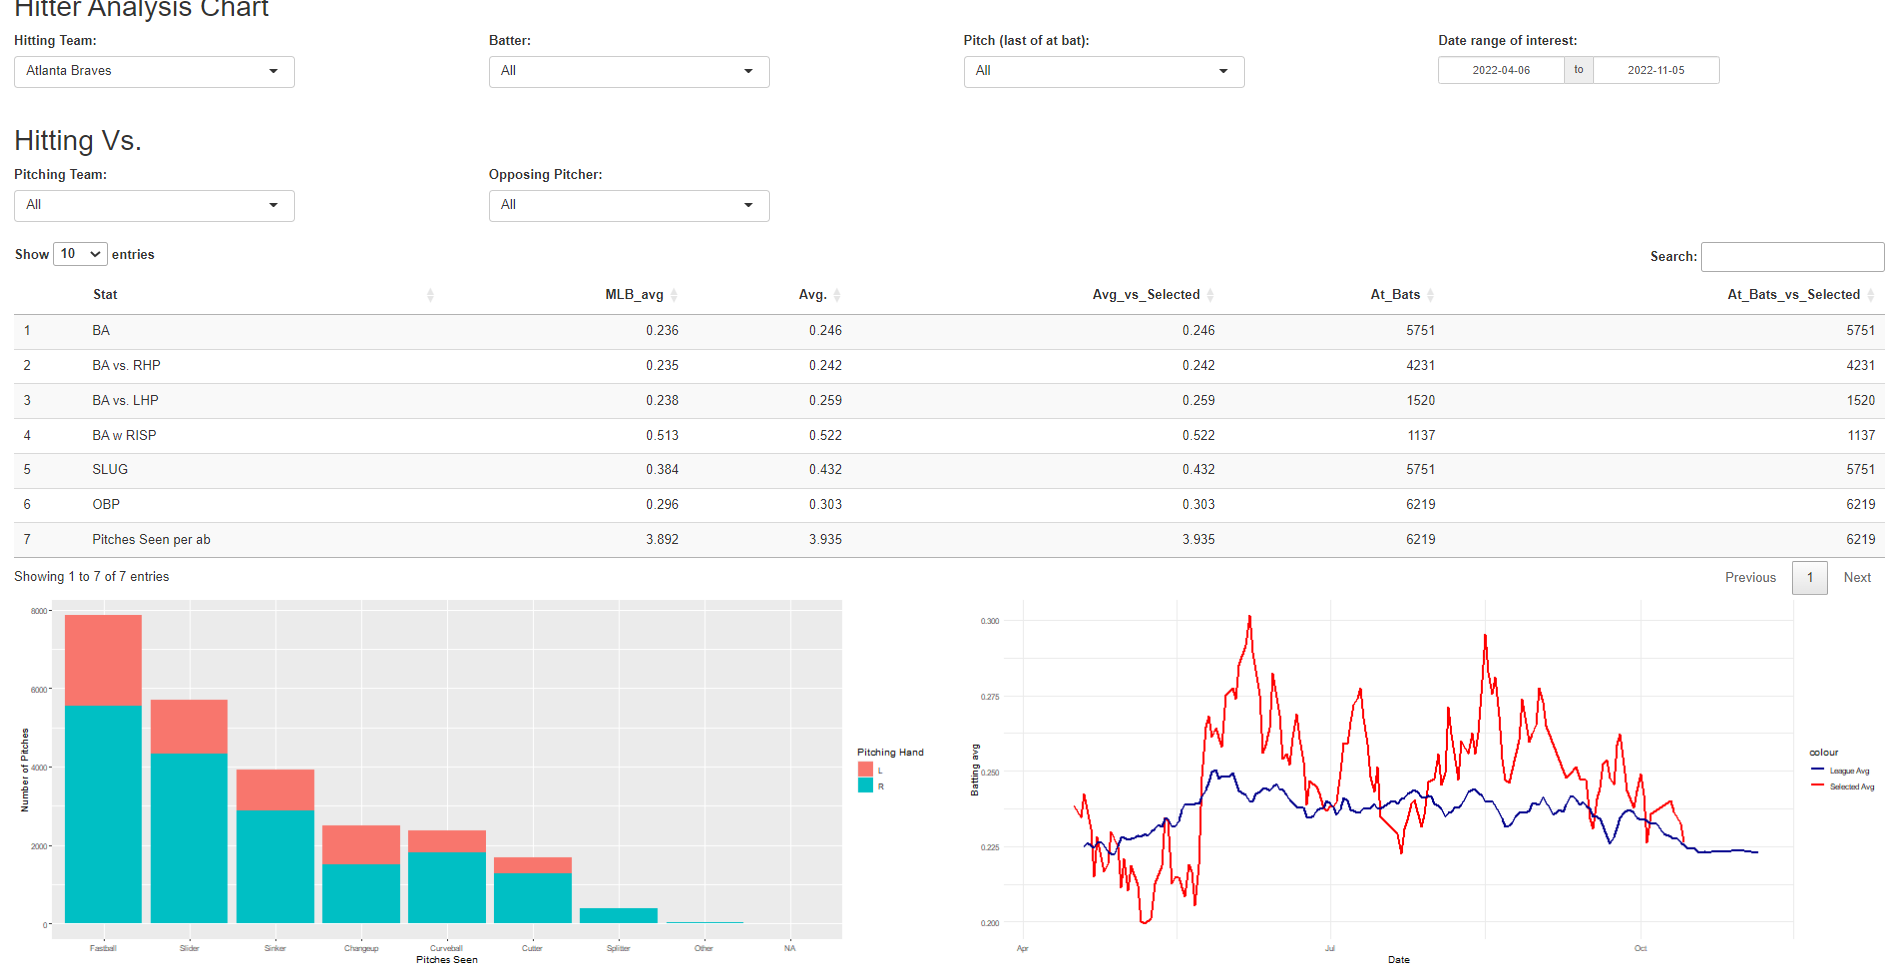 Hitter Analysis Chart
Hitting Team: Batter: Pitch (last of at bat): Date range of interest:
Atlanta Braves All All 2022-04-06 to 2022-11-05
Hitting Vs.
Pitching Team: Opposing Pitcher:
All All
Show 10 entries Search:
Stat MLB_avg Avg. Avg_vs_Selected At_Bats At_Bats_vs_Selected
1 BA 0.236 0.246 0.246 5751 5751
2 BA vs. RHP 0.235 0.242 0.242 4231 4231
3 BA vs. LHP 0.238 0.259 0.259 1520 1520
4 BA w RISP 0.513 0.522 0.522 1137 1137
5 SLUG 0.384 0.432 0.432 5751 5751
6 OBP 0.296 0.303 0.303 6219 6219
7 Pitches Seen per ab 3.892 3.935 3.935 6219 6219
Showing 1 to 7 of 7 entries Previous 1 Next
8000
6000
4000
2000
0
Number of Pitches
Fastball Slider Sinker Changeup Curveball Cutter Splitter Other NA
Pitches Seen
Pitching Hand
L
R
0.300
0.275
0.250
0.225
0.200
Batting avg
Apr Jul Oct
Date
colour
League Avg
Selected Avg